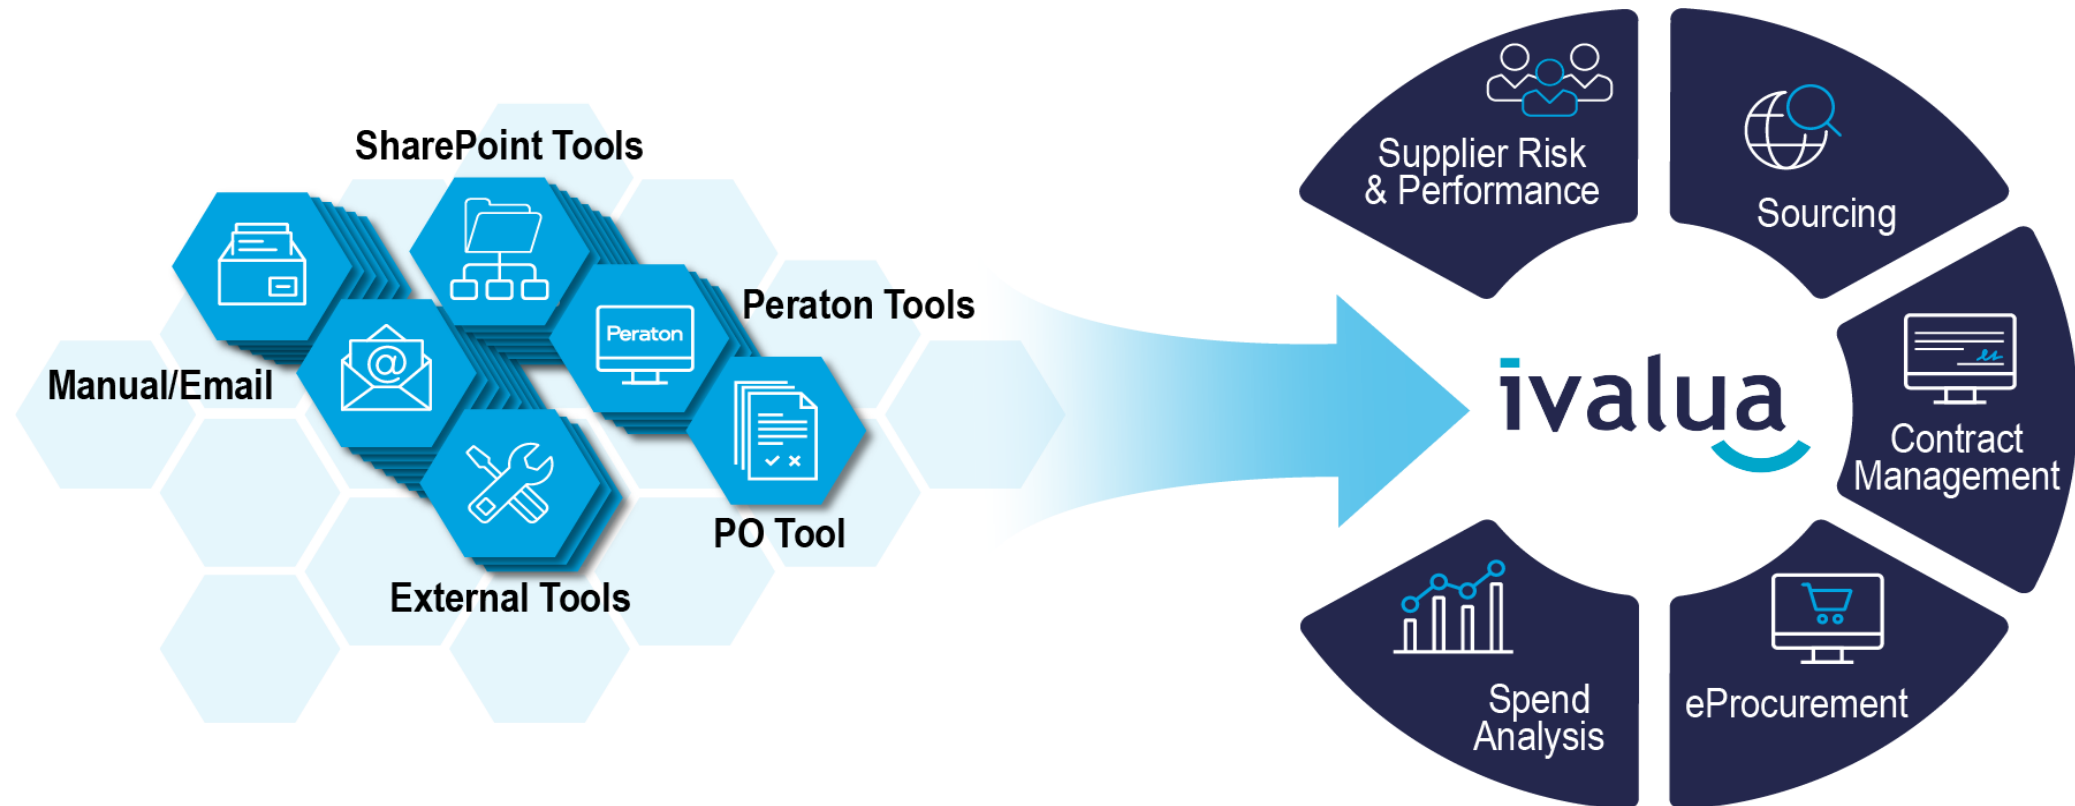 SharePoint Tools
Peraton Tools
Peraton
Manual/Email
@
PO Tool
External Tools
Supplier Risk
& Performance
Sourcing
ivalua
Contract
Management
eProcurement
Spend
Analysis